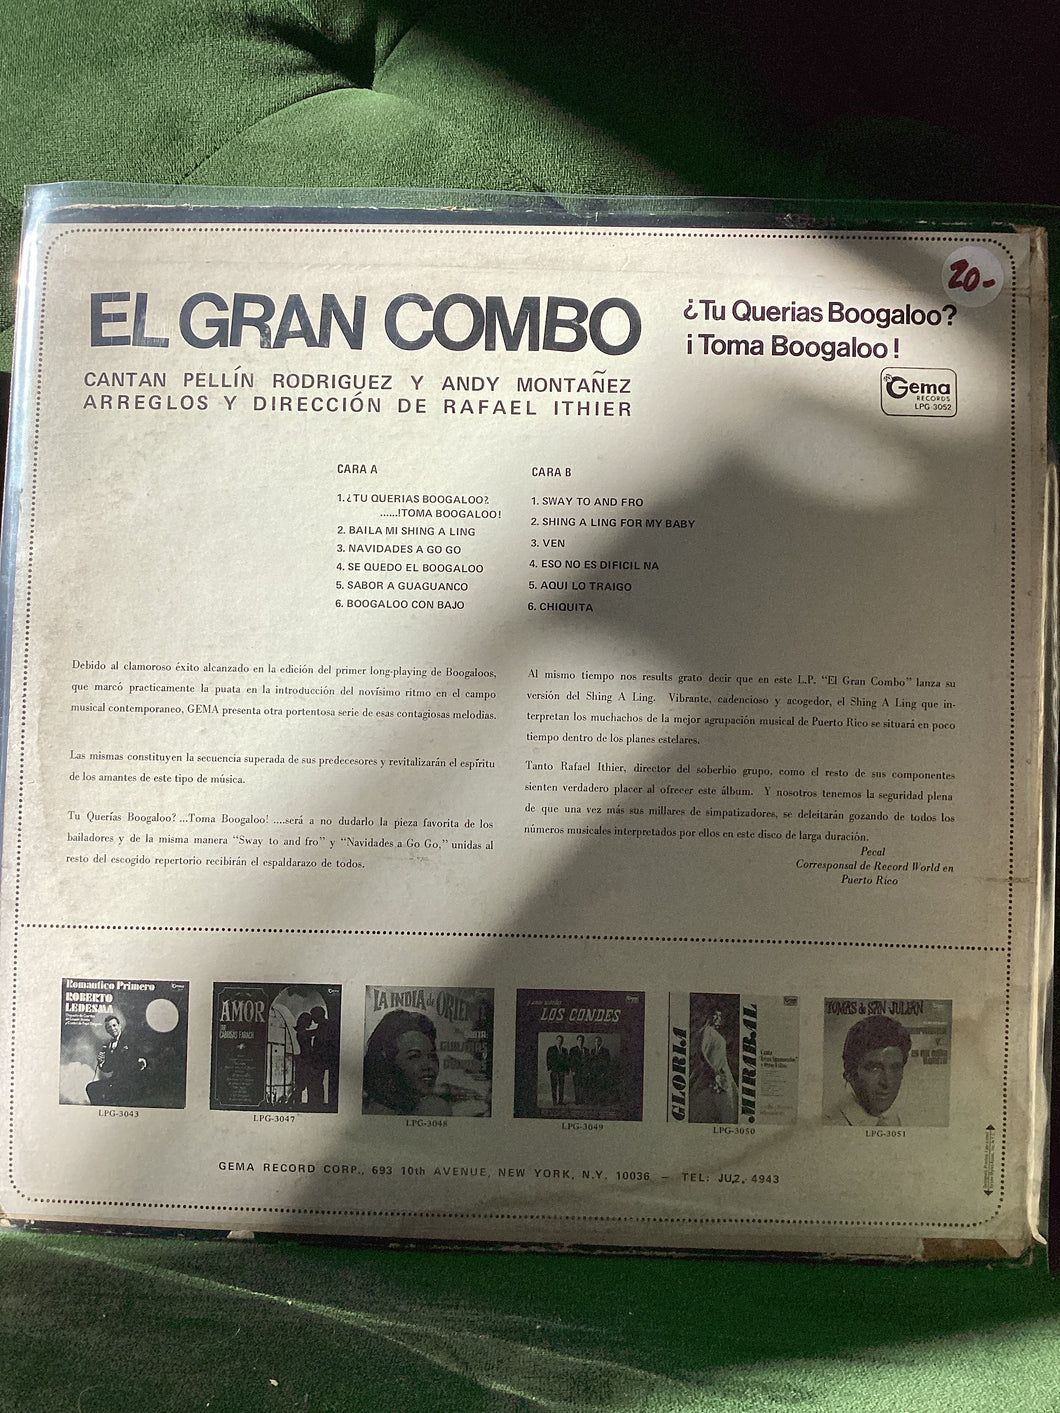 20-
EL GRAN COMBO
¿Tu Querias Boogaloo?
¡Toma Boogaloo!
CANTAN PELLÍN RODRIGUEZ Y ANDY MONTAÑEZ
ARREGLOS Y DIRECCIÓN DE RAFAEL ITHIER
Gema
RECORDS
LPG 3052
CARA A
1. ¿TU QUERIAS BOOGALOO?
......!TOMA BOOGALOO!
2. BAILA MI SHING A LING
3. NAVIDADES A GO GO
4. SE QUEDO EL BOOGALOO
5. SABOR A GUAGUANCO
6. BOOGALOO CON BAJO
CARA B
1. SWAY TO AND FRO
2. SHING A LING FOR MY BABY
3. VEN
4. ESO NO ES DIFICIL NA
5. AQUI LO TRAIGO
6. CHIQUITA
Debido al clamoroso éxito alcanzado en la edición del primer long-playing de Boogaloos,
que marcó practicamente la puata en la introducción del novísimo ritmo en el campo
musical contemporaneo, GEMA presenta otra portentosa serie de esas contagiosas melodias.
Las mismas constituyen la secuencia superada de sus predecesores y revitalizarán el espíritu
de los amantes de este tipo de música.
Tu Querías Boogaloo? ...Toma Boogaloo! ....será a no dudarlo la pieza favorita de los
bailadores y de la misma manera "Sway to and fro" y "Navidades a Go Go," unidas al
resto del escogido repertorio recibirán el espaldarazo de todos.
Al mismo tiempo nos results grato decir que en este L.P. "El Gran Combo" lanza su
versión del Shing A Ling. Vibrante, cadencioso y acogedor, el Shing A Ling que in-
terpretan los muchachos de la mejor agrupación musical de Puerto Rico se situará en poco
tiempo dentro de los planes estelares.
Tanto Rafael Ithier, director del soberbio grupo, como el resto de sus componentes
sienten verdadero placer al ofrecer este álbum. Y nosotros tenemos la seguridad plena
de que una vez más sus millares de simpatizadores, se deleitarán gozando de todos los
números musicales interpretados por ellos en este disco de larga duración.
Pecal
Corresponsal de Record World en
Puerto Rico
Romantico Primero
ROBERTO
LEDESMA
LPG-3043
AMOR
LPG-3047
LA INDIA de ORIENTE
LPG-3048
LOS CONDES
LPG-3049
GLORIA
MIRABAL
LPG-3050
TOMAS de SAN JULIAN
LPG-3051
GEMA RECORD CORP., 693 10th AVENUE, NEW YORK, N.Y. 10036 — TEL: JU2, 4943